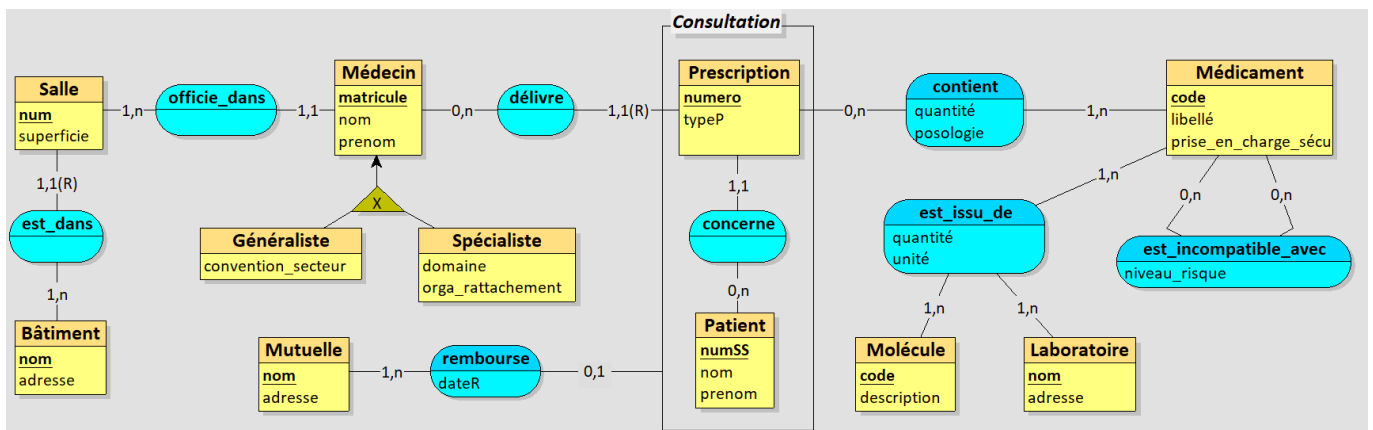 Consultation
Salle
num
superficie
1,n
officie_dans
1,1
Médecin
matricule
nom
prenom
0,n
délivre
1,1(R)
Prescription
numero
typeP
0,n
contient
quantité
posologie
1,n
Médicament
code
libellé
prise_en_charge_sécu
1,1(R)
est_dans
1,n
Bâtiment
nom
adresse
X
Généraliste
convention_secteur
Spécialiste
domaine
orga_rattachement
1,1
concerne
0,n
Patient
numSS
nom
prenom
Mutuelle
nom
adresse
1,n
rembourse
dateR
0,1
1,n
est_issu_de
quantité
unité
0,n
0,n
est_incompatible_avec
niveau_risque
1,n
1,n
Molécule
code
description
Laboratoire
nom
adresse